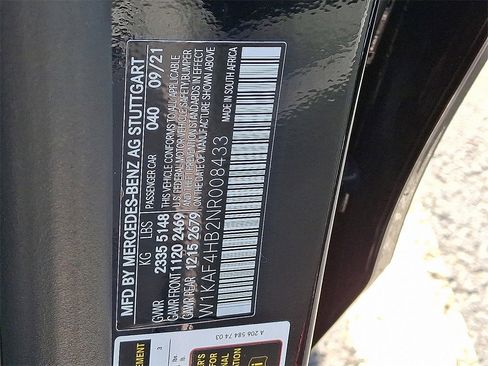 MFD BY MERCEDES-BENZ AG STUTTGART
PASSENGER CAR 040 09/21
KG LBS THIS VEHICLE CONFORMS TO ALL APPLICABLE
GVWR 2335 5148 U.S. FEDERAL MOTOR VEHICLE SAFETY, BUMPER
GAWR FRONT 1120 2469 AND THEFT PREVENTION STANDARDS IN EFFECT
GAWR REAR 1215 2679 ON THE DATE OF MANUFACTURE SHOWN ABOVE
W1KAF4HB2NR008433
MADE IN SOUTH AFRICA
A 206 584 74 03